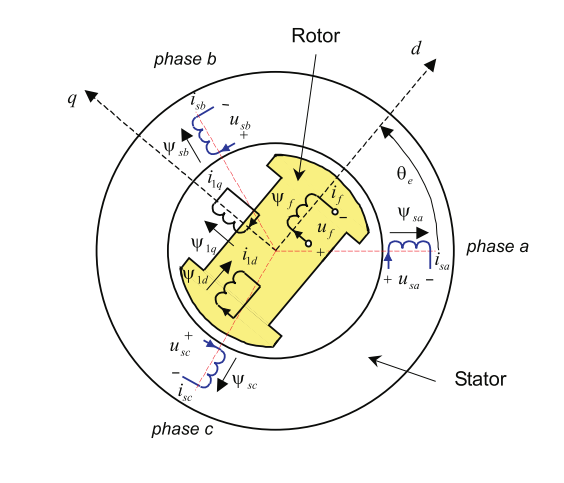 Rotor
d
phase b
q
i_sb
−
u_sb
+
ψ_sb
θ_e
i_1q
ψ_f
i_f
−
ψ_sa
u_f
+
phase a
ψ_1q
i_1d
i_sa
ψ_1d
+ u_sa −
u_sc +
−
ψ_sc
i_sc
Stator
phase c